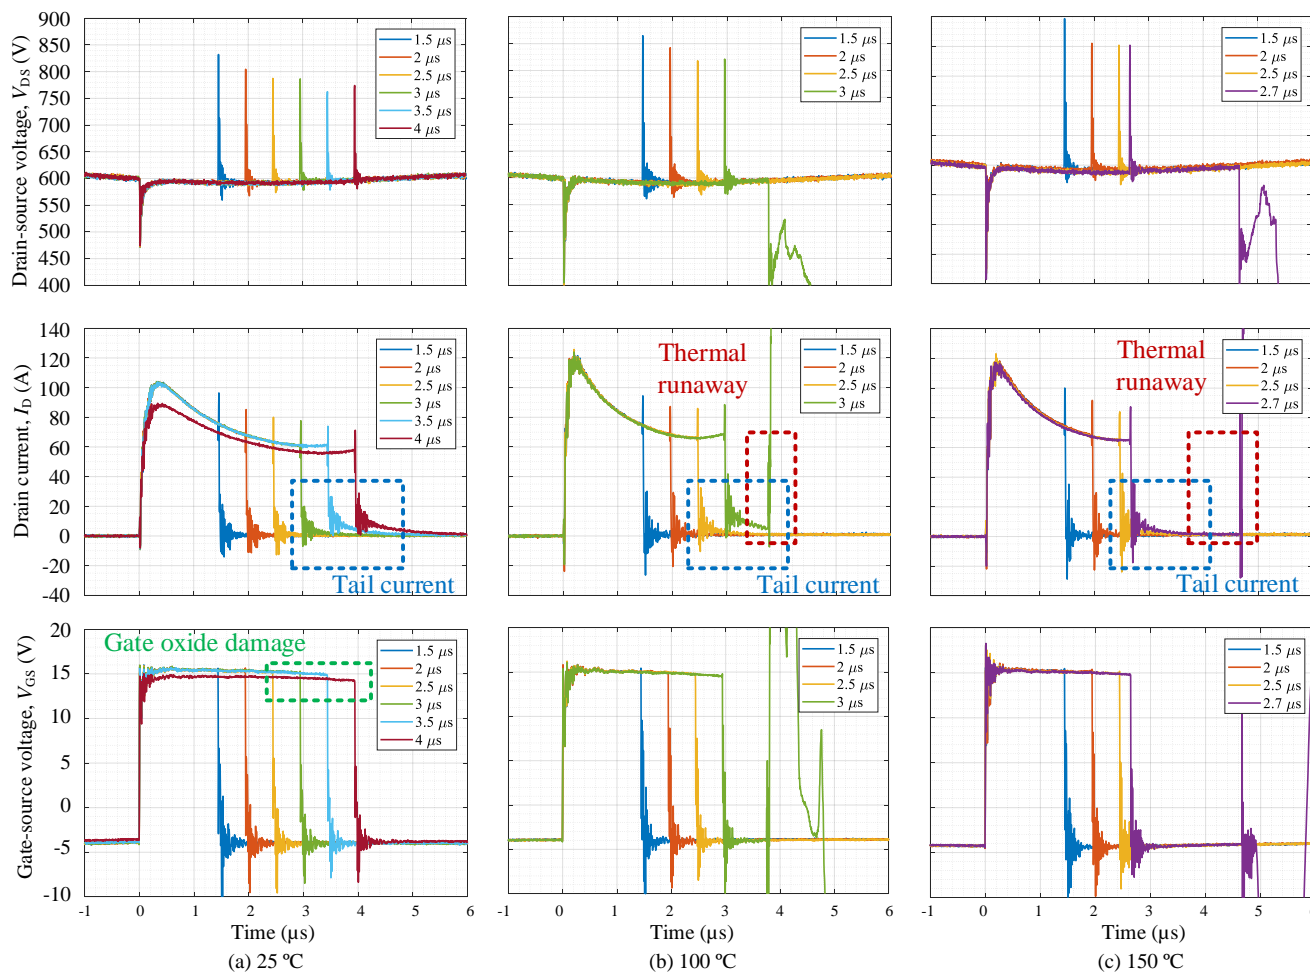 Drain-source voltage, VDS (V)
900
850
800
750
700
650
600
550
500
450
400
1.5 μs
2 μs
2.5 μs
3 μs
3.5 μs
4 μs
1.5 μs
2 μs
2.5 μs
3 μs
1.5 μs
2 μs
2.5 μs
2.7 μs
Drain current, ID (A)
140
120
100
80
60
40
20
0
-20
-40
1.5 μs
2 μs
2.5 μs
3 μs
3.5 μs
4 μs
Tail current
Thermal
runaway
1.5 μs
2 μs
2.5 μs
3 μs
Tail current
Thermal
runaway
1.5 μs
2 μs
2.5 μs
2.7 μs
Tail current
Gate-source voltage, VGS (V)
20
15
10
5
0
-5
-10
Gate oxide damage
1.5 μs
2 μs
2.5 μs
3 μs
3.5 μs
4 μs
1.5 μs
2 μs
2.5 μs
3 μs
1.5 μs
2 μs
2.5 μs
2.7 μs
-1 0 1 2 3 4 5 6
-1 0 1 2 3 4 5 6
-1 0 1 2 3 4 5
Time (μs)
Time (μs)
Time (μs)
(a) 25 ºC
(b) 100 ºC
(c) 150 ºC